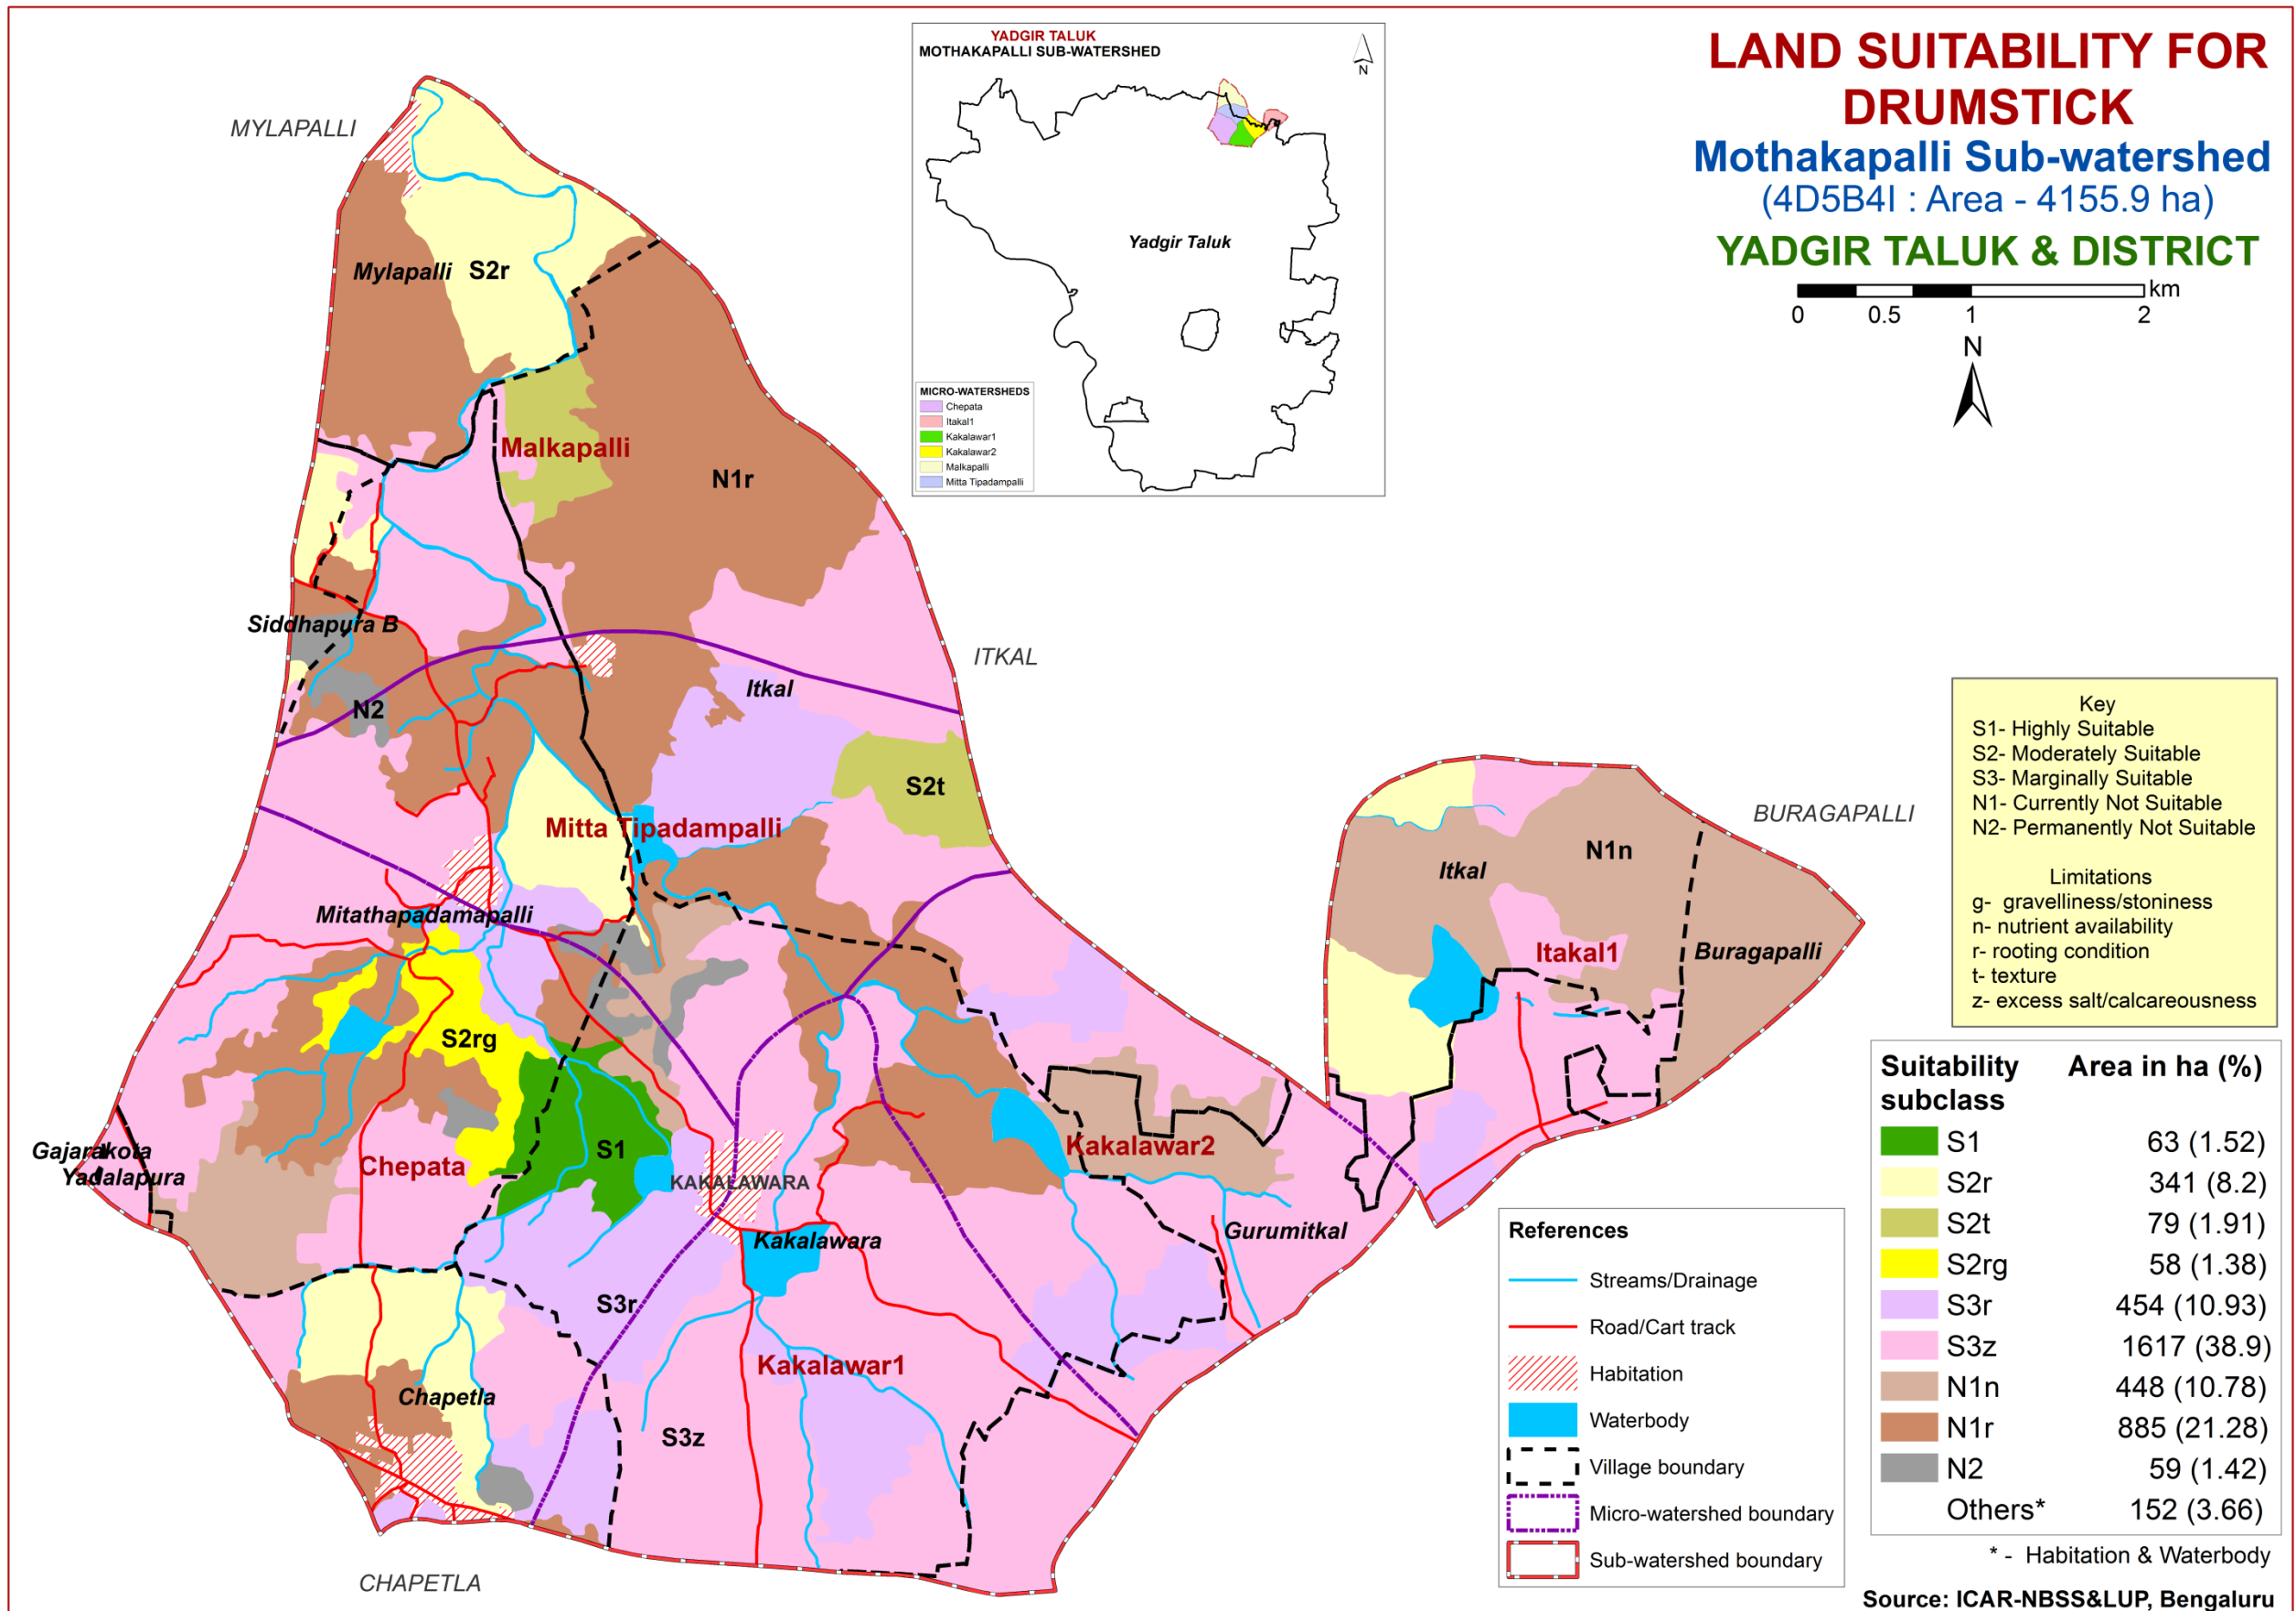 LAND SUITABILITY FOR
DRUMSTICK
Mothakapalli Sub-watershed
(4D5B4I : Area - 4155.9 ha)
YADGIR TALUK & DISTRICT
km
0 0.5 1 2
N
YADGIR TALUK
MOTHAKAPALLI SUB-WATERSHED
N
Yadgir Taluk
MICRO-WATERSHEDS
Chepata
Itakal1
Kakalawar1
Kakalawar2
Malkapalli
Mitta Tipadampalli
MYLAPALLI
Mylapalli S2r
Malkapalli
N1r
Siddhapura B
ITKAL
Itkal
N2
S2t
Mitta Tipadampalli
BURAGAPALLI
N1n
Itkal
Mitathapadamapalli
Itakal1
Buragapalli
S2rg
S1
Gajarakota
Yadalapura
Chepata
Kakalawar2
KAKALAWARA
Kakalawara
Gurumitkal
S3r
Kakalawar1
Chapetla
S3z
CHAPETLA
Key
S1- Highly Suitable
S2- Moderately Suitable
S3- Marginally Suitable
N1- Currently Not Suitable
N2- Permanently Not Suitable
Limitations
g- gravelliness/stoniness
n- nutrient availability
r- rooting condition
t- texture
z- excess salt/calcareousness
Suitability subclass Area in ha (%)
S1 63 (1.52)
S2r 341 (8.2)
S2t 79 (1.91)
S2rg 58 (1.38)
S3r 454 (10.93)
S3z 1617 (38.9)
N1n 448 (10.78)
N1r 885 (21.28)
N2 59 (1.42)
Others* 152 (3.66)
* - Habitation & Waterbody
References
Streams/Drainage
Road/Cart track
Habitation
Waterbody
Village boundary
Micro-watershed boundary
Sub-watershed boundary
Source: ICAR-NBSS&LUP, Bengaluru